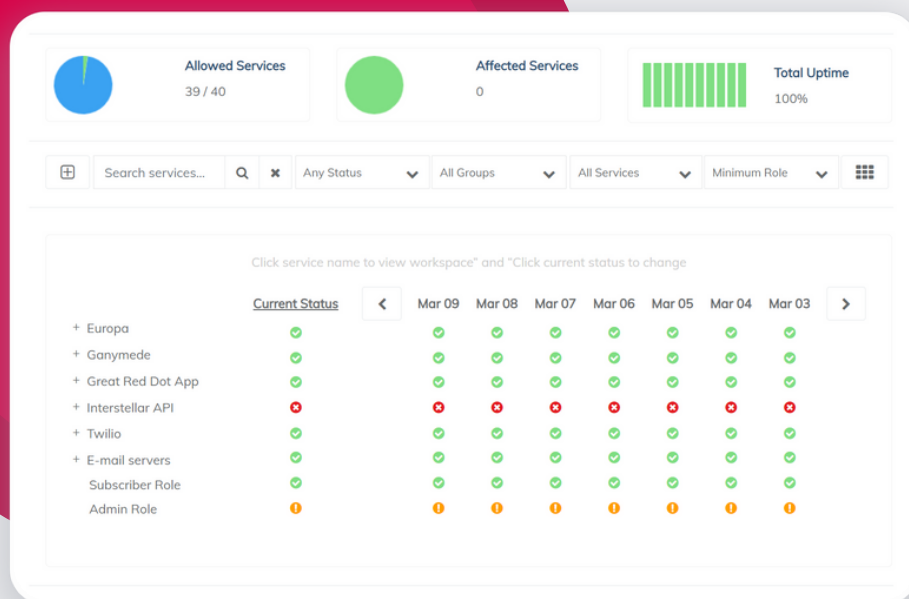 Allowed Services
39 / 40
Affected Services
0
Total Uptime
100%
Search services...
Any Status
All Groups
All Services
Minimum Role
Click service name to view workspace" and "Click current status to change
Current Status Mar 09 Mar 08 Mar 07 Mar 06 Mar 05 Mar 04 Mar 03
+ Europa
+ Ganymede
+ Great Red Dot App
+ Interstellar API
+ Twilio
+ E-mail servers
Subscriber Role
Admin Role